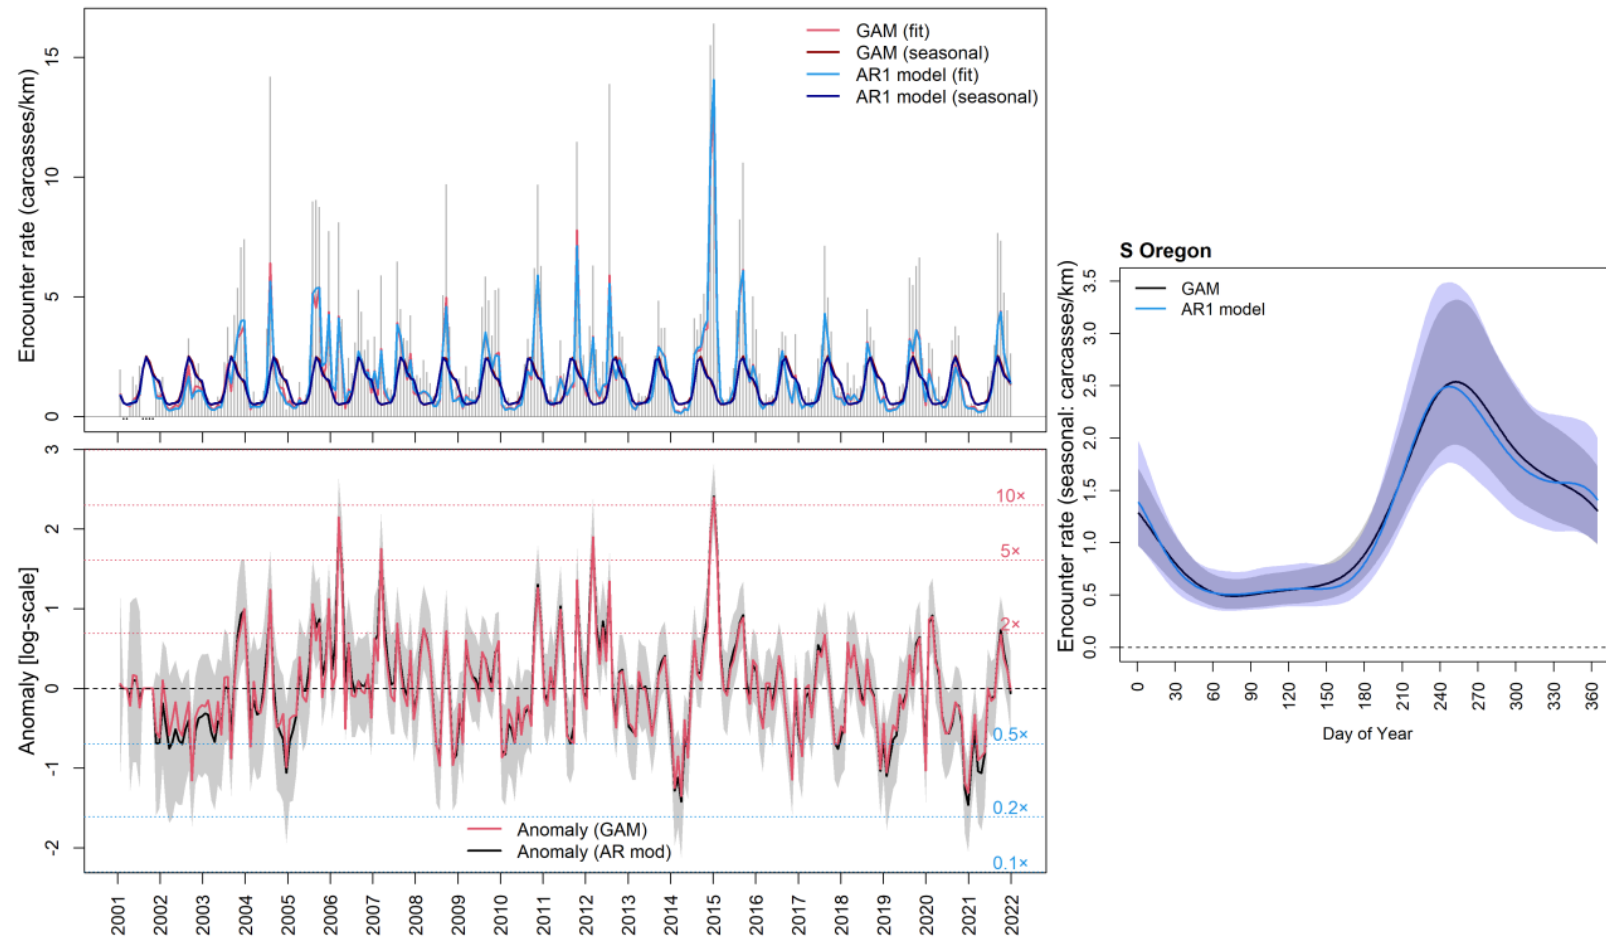 GAM (fit)
GAM (seasonal)
AR1 model (fit)
AR1 model (seasonal)
Encounter rate (carcasses/km)
15
10
5
0
3
2
1
0
-1
-2
Anomaly [log-scale]
10×
5×
2×
0.5×
0.2×
0.1×
Anomaly (GAM)
Anomaly (AR mod)
2001 2002 2003 2004 2005 2006 2007 2008 2009 2010 2011 2012 2013 2014 2015 2016 2017 2018 2019 2020 2021 2022
S Oregon
GAM
AR1 model
Encounter rate (seasonal: carcasses/km)
3.5
3.0
2.5
2.0
1.5
1.0
0.5
0.0
0 30 60 90 120 150 180 210 240 270 300 330 360
Day of Year